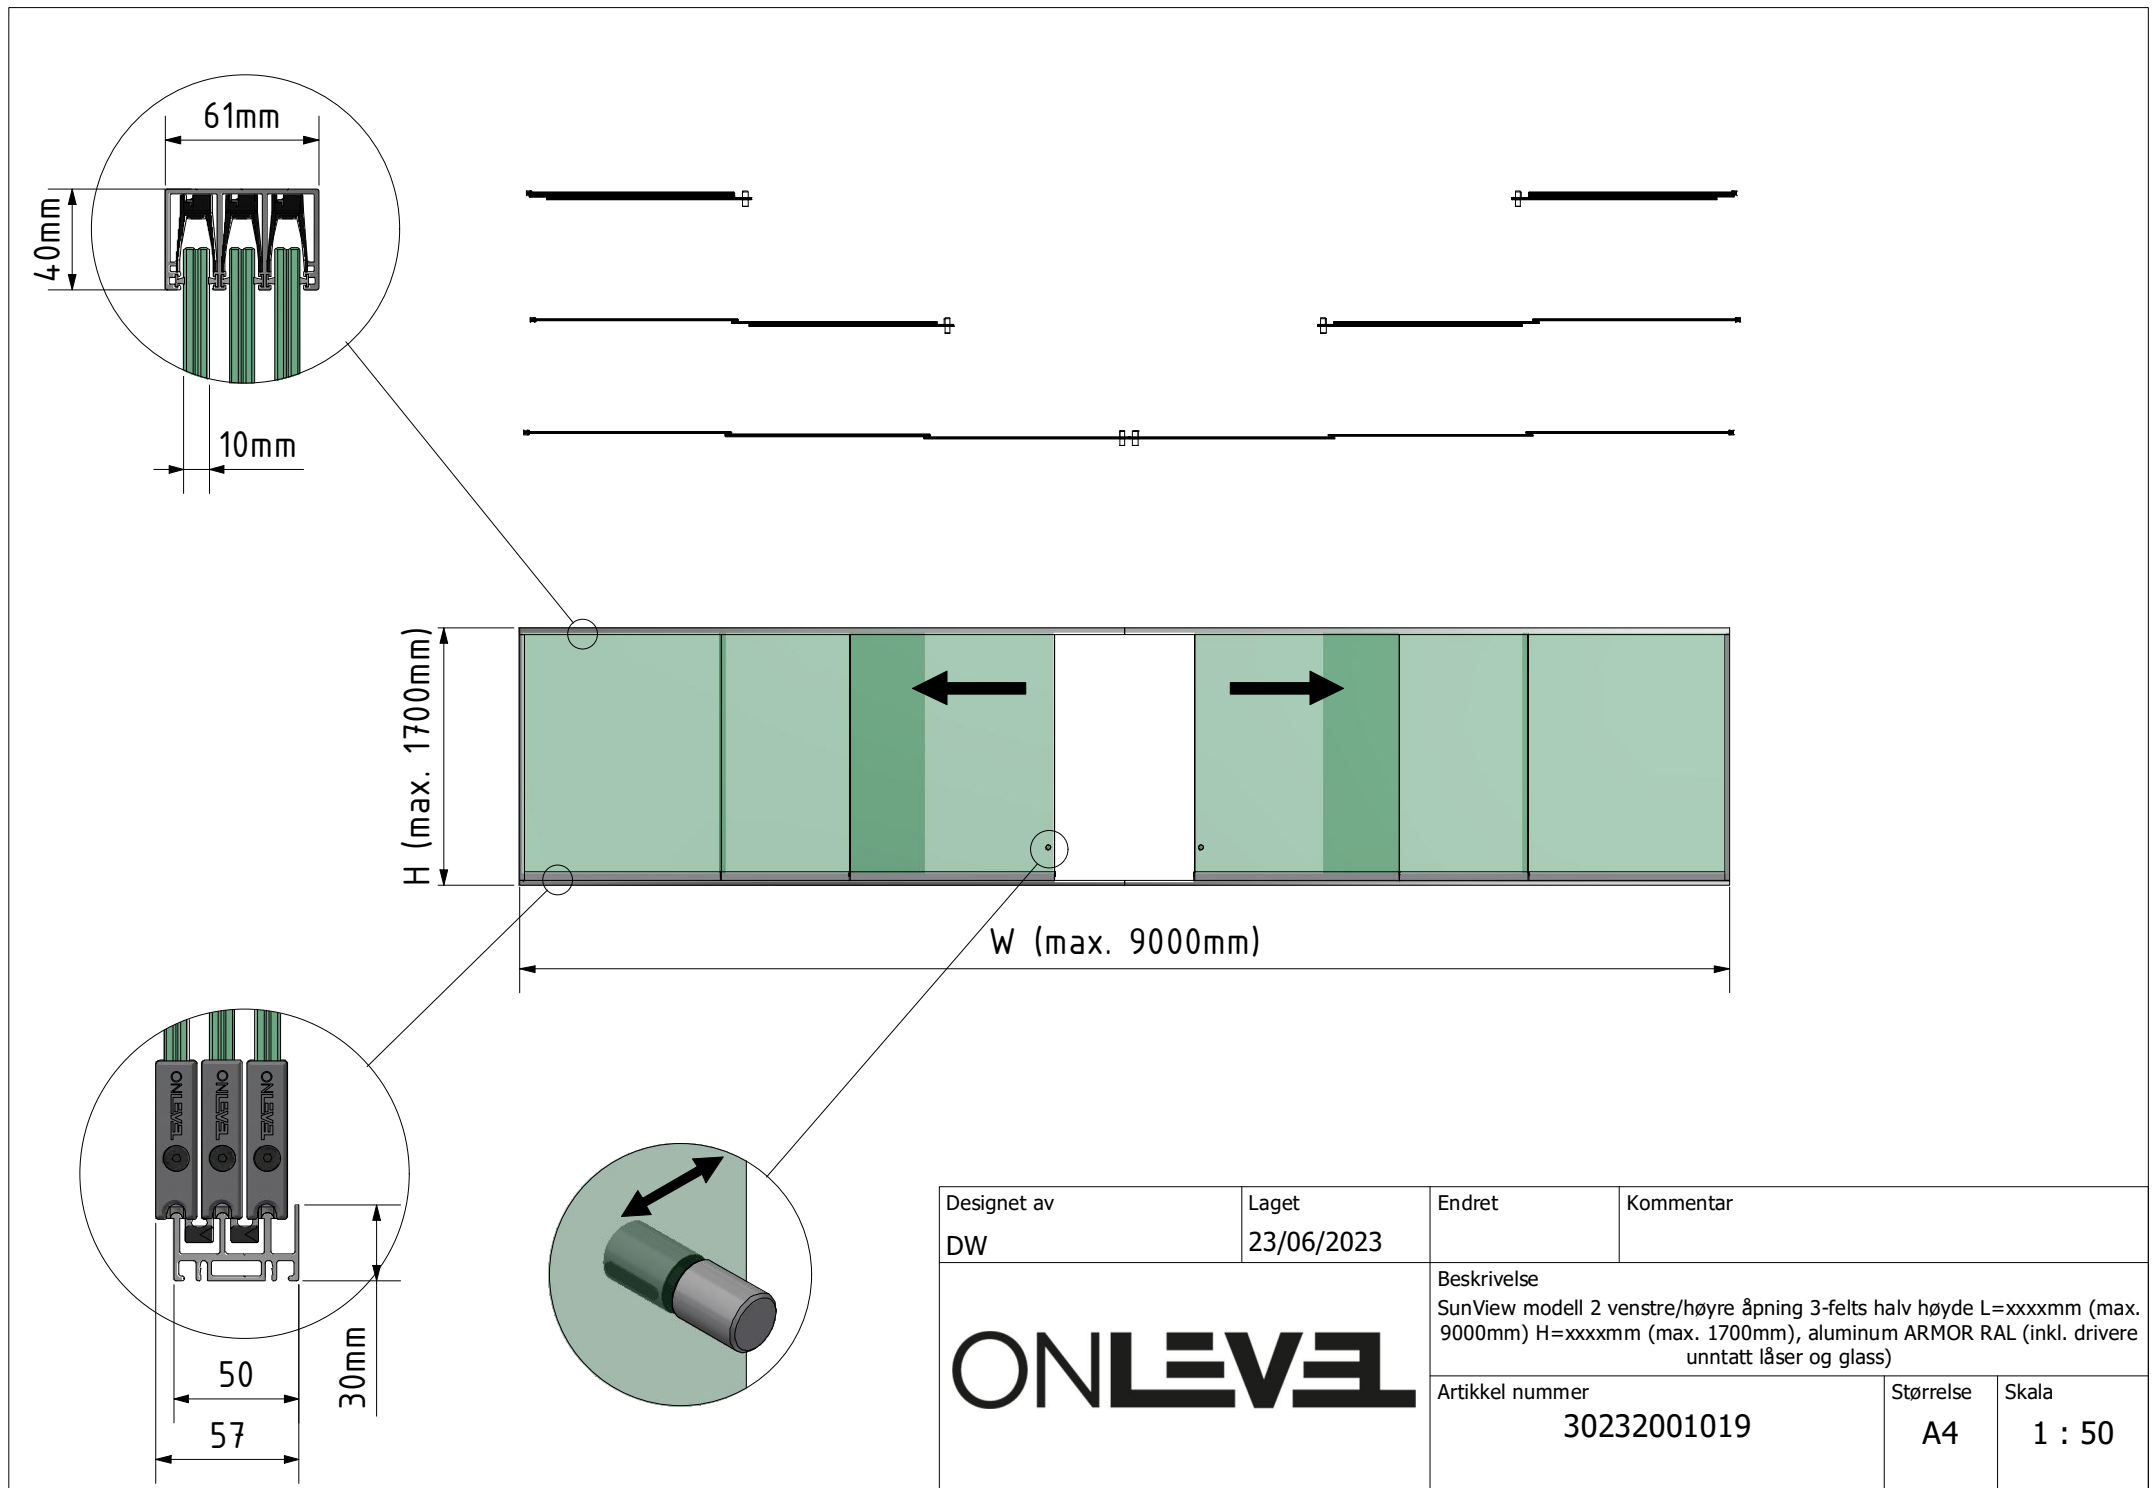 61mm
40mm
10mm
H (max. 1700mm)
W (max. 9000mm)
ONLEVEL
ONLEVEL
ONLEVEL
50
57
30mm
Designet av
DW
Laget
23/06/2023
Endret
Kommentar
ONLEVEL
Beskrivelse
SunView modell 2 venstre/høyre åpning 3-felts halv høyde L=xxxxmm (max.
9000mm) H=xxxxmm (max. 1700mm), aluminum ARMOR RAL (inkl. drivere
unntatt låser og glass)
Artikkel nummer
30232001019
Størrelse
A4
Skala
1 : 50